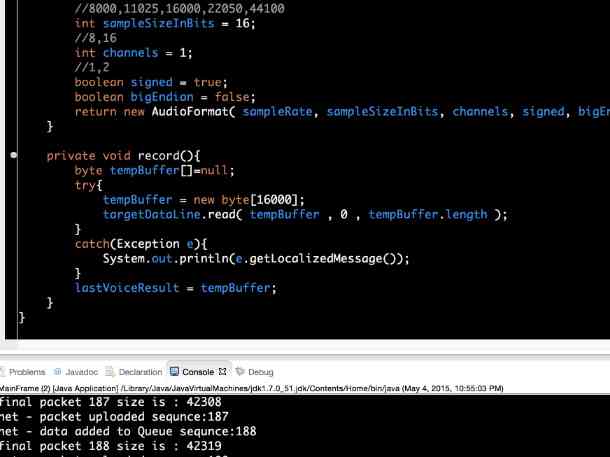 //8000,11025,16000,22050,44100
int sampleSizeInBits = 16;
//8,16
int channels = 1;
//1,2
boolean signed = true;
boolean bigEndian = false;
return new AudioFormat( sampleRate, sampleSizeInBits, channels, signed, bigEn
}
private void record(){
byte tempBuffer[]=null;
try{
tempBuffer = new byte[16000];
targetDataLine.read( tempBuffer , 0 , tempBuffer.length );
}
catch(Exception e){
System.out.println(e.getLocalizedMessage());
}
lastVoiceResult = tempBuffer;
}
}
Problems @ Javadoc Declaration Console Debug
MainFrame (2) [Java Application] /Library/Java/JavaVirtualMachines/jdk1.7.0_51.jdk/Contents/Home/bin/java (May 4, 2015, 10:55:03 PM)
final packet 187 size is : 42308
net - packet uploaded sequnce:187
net - data added to Queue sequnce:188
final packet 188 size is : 42319